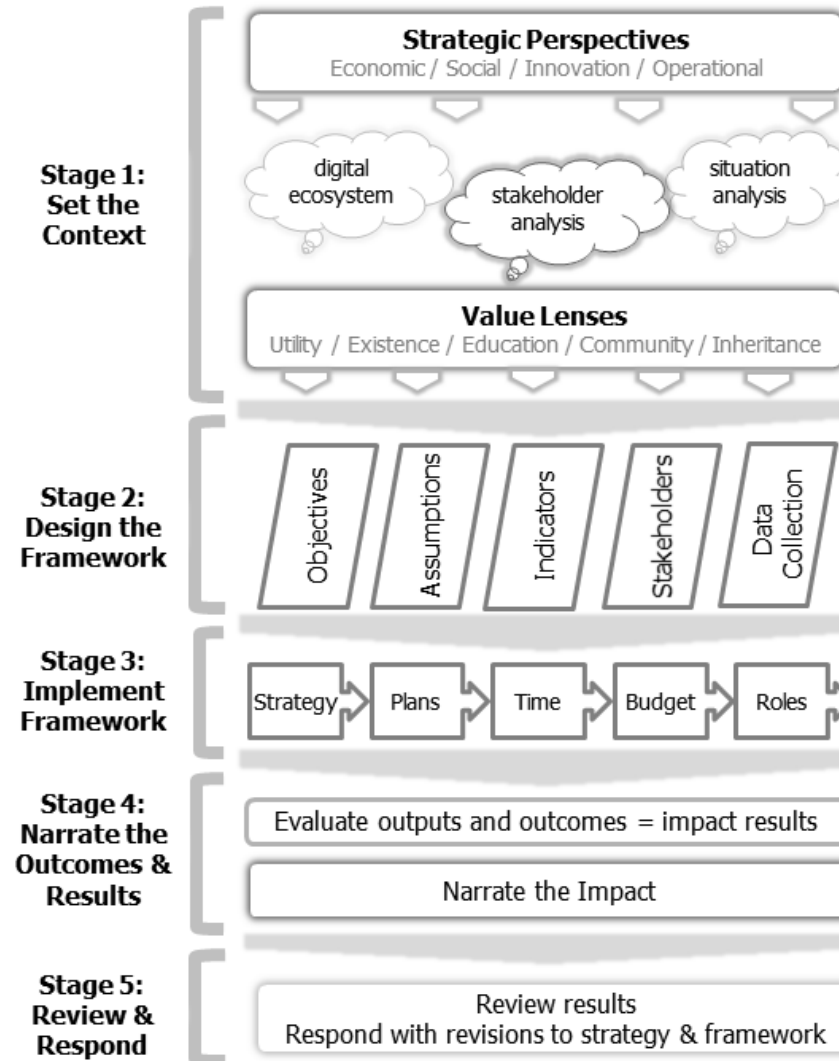 Strategic Perspectives
Economic / Social / Innovation / Operational
Stage 1:
Set the
Context
digital
ecosystem
stakeholder
analysis
situation
analysis
Value Lenses
Utility / Existence / Education / Community / Inheritance
Stage 2:
Design the
Framework
Objectives
Assumptions
Indicators
Stakeholders
Data
Collection
Stage 3:
Implement
Framework
Strategy
Plans
Time
Budget
Roles
Stage 4:
Narrate the
Outcomes &
Results
Evaluate outputs and outcomes = impact results
Narrate the Impact
Stage 5:
Review &
Respond
Review results
Respond with revisions to strategy & framework